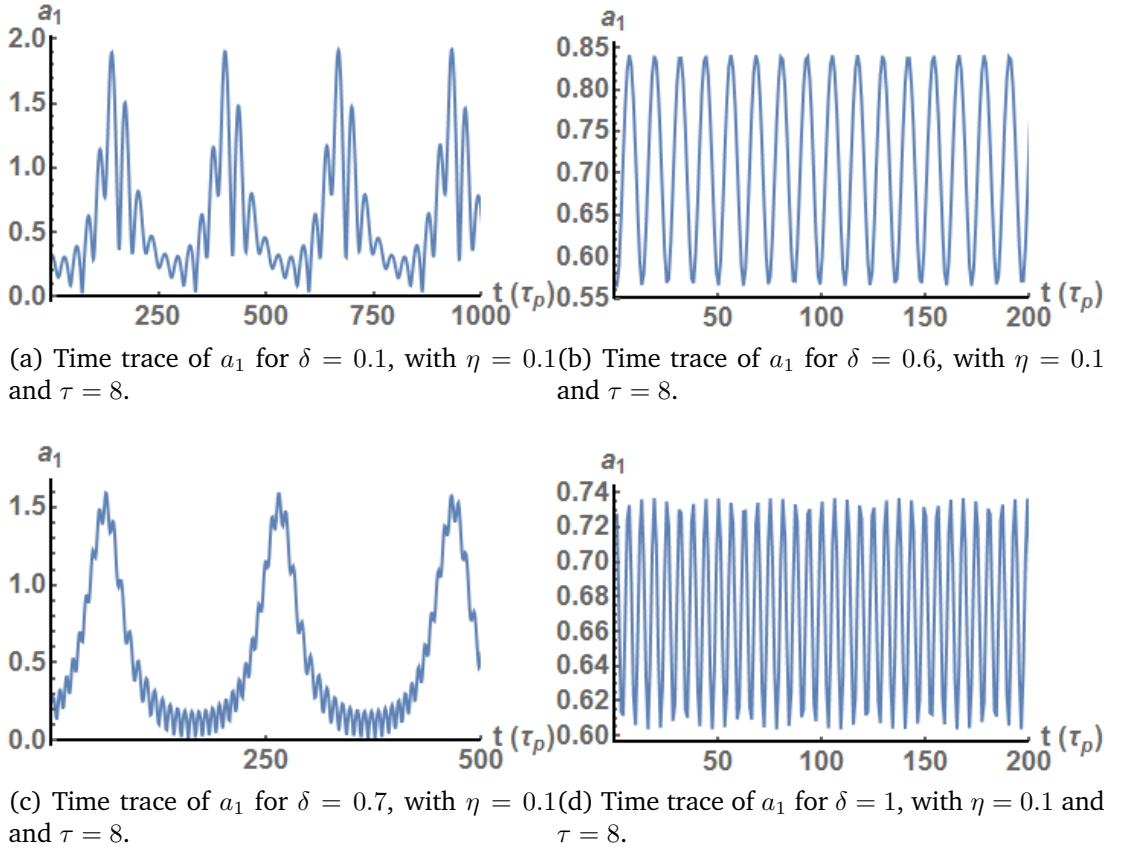 a₁
2.0
1.5
1.0
0.5
0.0
250 500 750 1000
t (τₚ)
a₁
0.85
0.80
0.75
0.70
0.65
0.60
0.55
50 100 150 200
t (τₚ)
(a) Time trace of a₁ for δ = 0.1, with η = 0.1
and τ = 8.
(b) Time trace of a₁ for δ = 0.6, with η = 0.1
and τ = 8.
a₁
1.5
1.0
0.5
0.0
250 500
t (τₚ)
a₁
0.74
0.72
0.70
0.68
0.66
0.64
0.62
0.60
50 100 150 200
t (τₚ)
(c) Time trace of a₁ for δ = 0.7, with η = 0.1
and τ = 8.
(d) Time trace of a₁ for δ = 1, with η = 0.1 and
τ = 8.